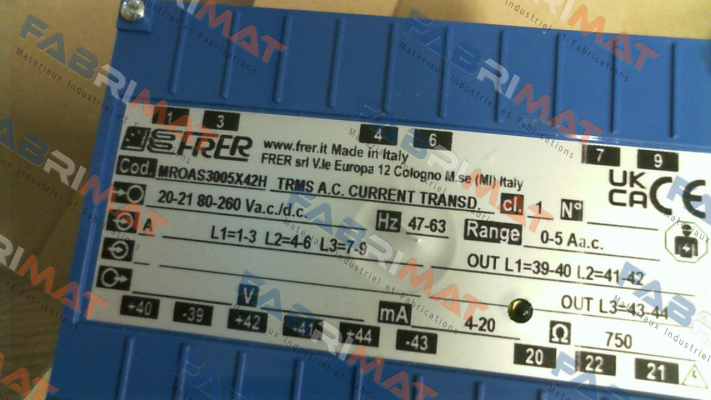 1 3 4 6 7 9
FRER www.frer.it Made in Italy
FRER srl V.le Europa 12 Cologno M.se (MI) Italy
UK CA CE
Cod. MROAS3005X42H TRMS A.C. CURRENT TRANSD. cl. 1 N°
20-21 80-260 Va.c./d.c. Hz 47-63 Range 0-5 Aa.c.
A L1=1-3 L2=4-6 L3=7-9 OUT L1=39-40 L2=41-42
OUT L3=43-44
V mA 4-20 Ω 750
+40 -39 +42 -41 +44 -43 20 22 21
FABRIMAT
Matériaux Industriel et Fabrications